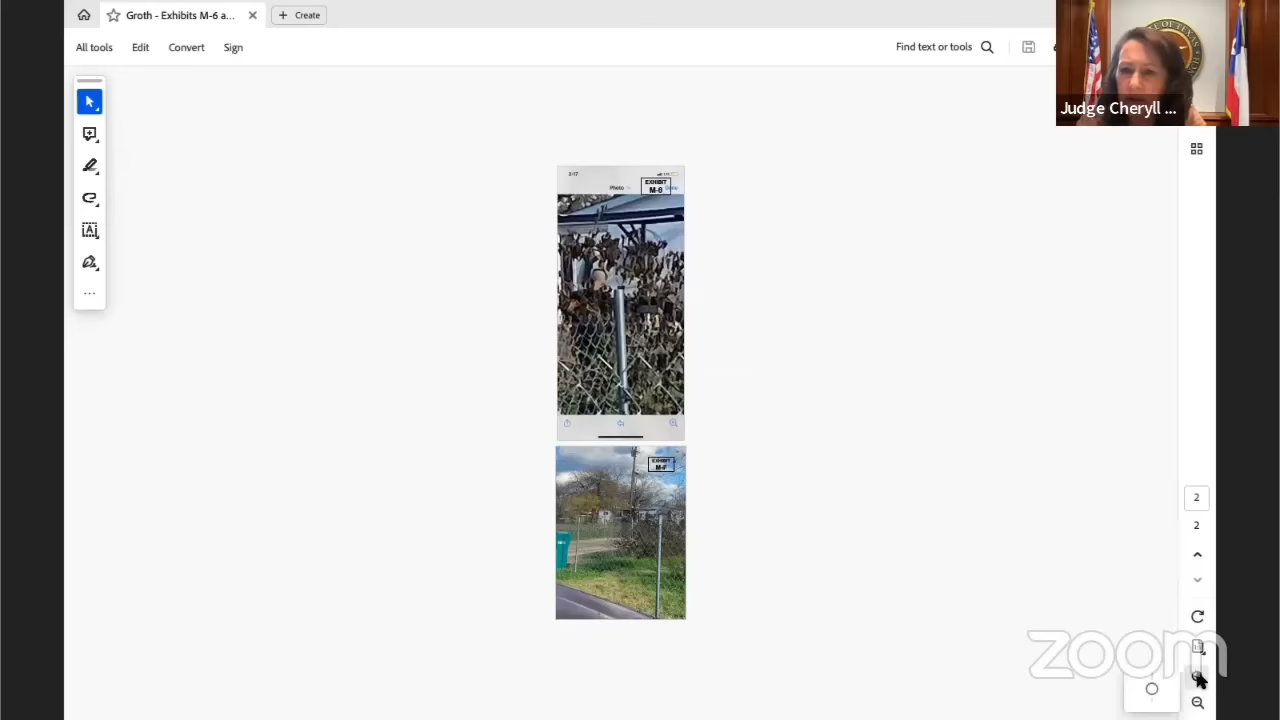 Groth - Exhibits M-6 a...
Create
All tools
Edit
Convert
Sign
Find text or tools
Judge Cheryll ...
Photo
EXHIBIT
M-6
EXHIBIT
M-7
2
2
zoom